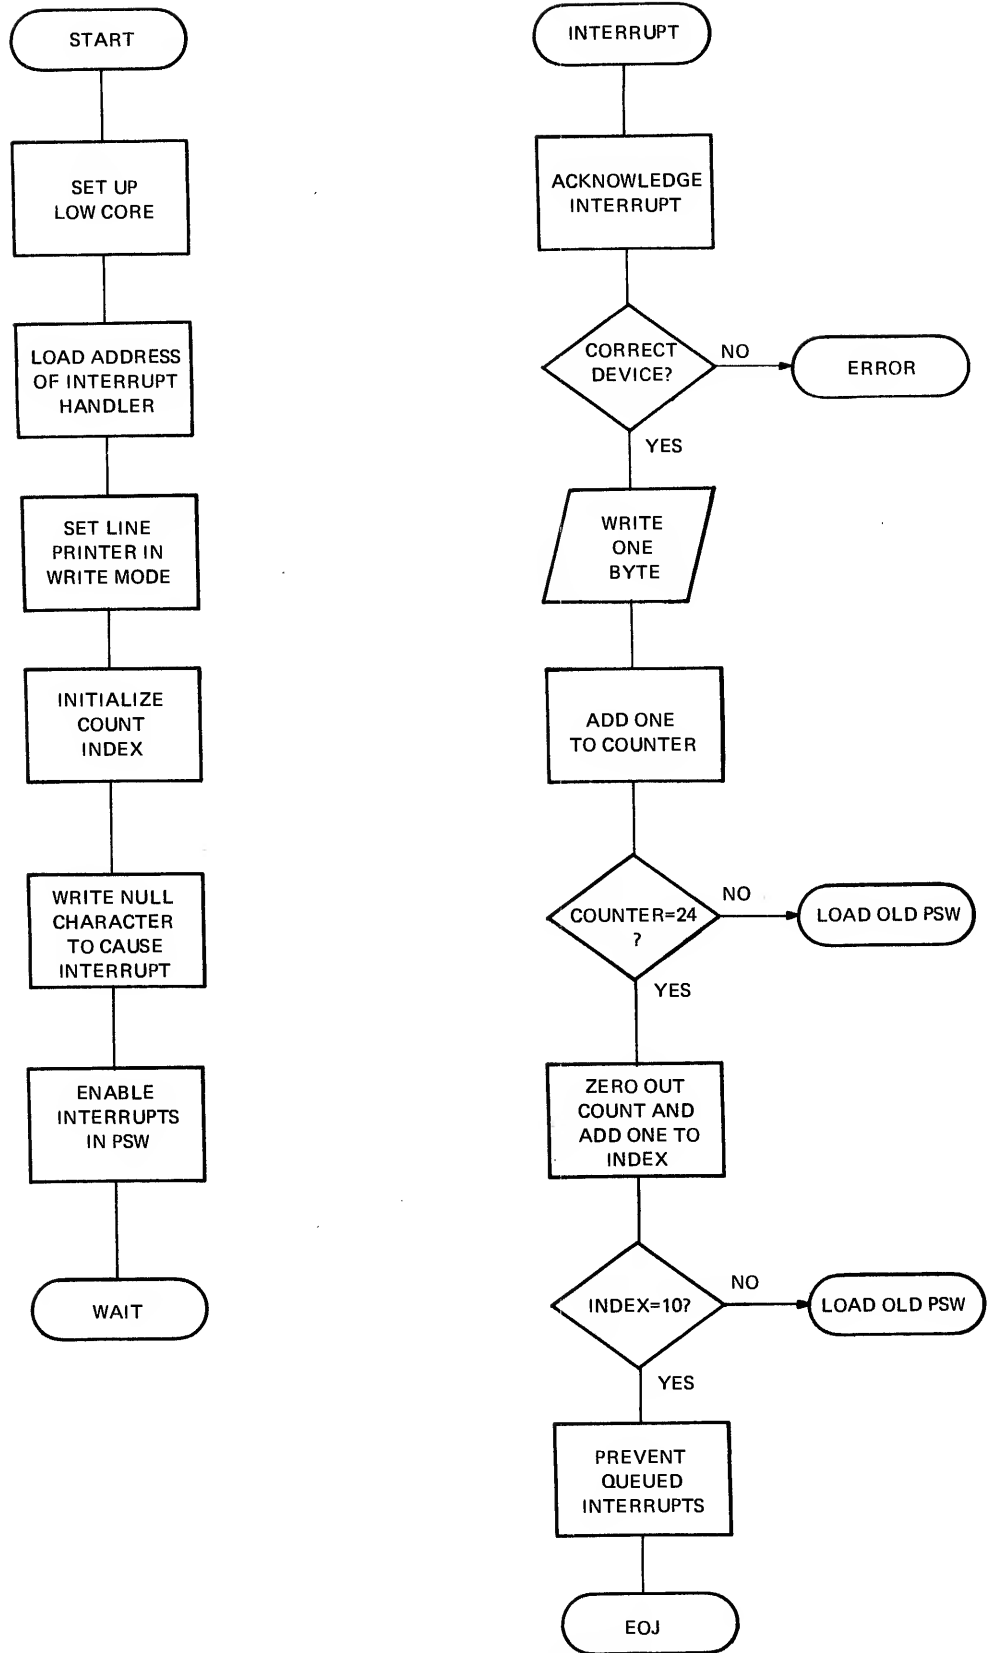 START
SET UP
LOW CORE
LOAD ADDRESS
OF INTERRUPT
HANDLER
SET LINE
PRINTER IN
WRITE MODE
INITIALIZE
COUNT
INDEX
WRITE NULL
CHARACTER
TO CAUSE
INTERRUPT
ENABLE
INTERRUPTS
IN PSW
WAIT
INTERRUPT
ACKNOWLEDGE
INTERRUPT
CORRECT
DEVICE?
NO
ERROR
YES
WRITE
ONE
BYTE
ADD ONE
TO COUNTER
COUNTER=24
?
NO
LOAD OLD PSW
YES
ZERO OUT
COUNT AND
ADD ONE TO
INDEX
INDEX=10?
NO
LOAD OLD PSW
YES
PREVENT
QUEUED
INTERRUPTS
EOJ